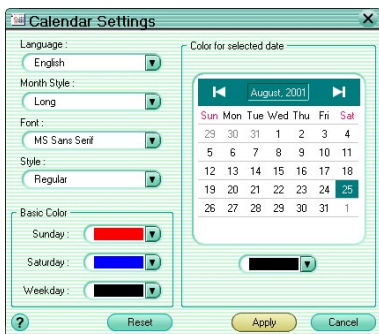 Calendar Settings
Language :
English
Month Style :
Long
Font :
MS Sans Serif
Style :
Regular
Basic Color
Sunday :
Saturday :
Weekday :
Color for selected date
August, 2001
Sun Mon Tue Wed Thu Fri Sat
29 30 31 1 2 3 4
5 6 7 8 9 10 11
12 13 14 15 16 17 18
19 20 21 22 23 24 25
26 27 28 29 30 31 1
? Reset Apply Cancel